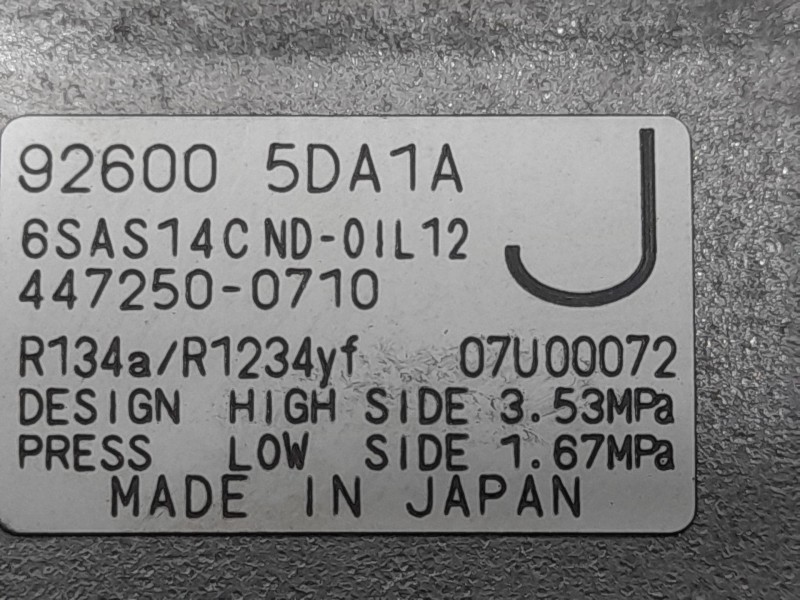 92600 5DA1A
J
6SAS14C ND-OIL12
447250-0710
R134a/R1234yf 07U00072
DESIGN HIGH SIDE 3.53MPa
PRESS LOW SIDE 1.67MPa
MADE IN JAPAN